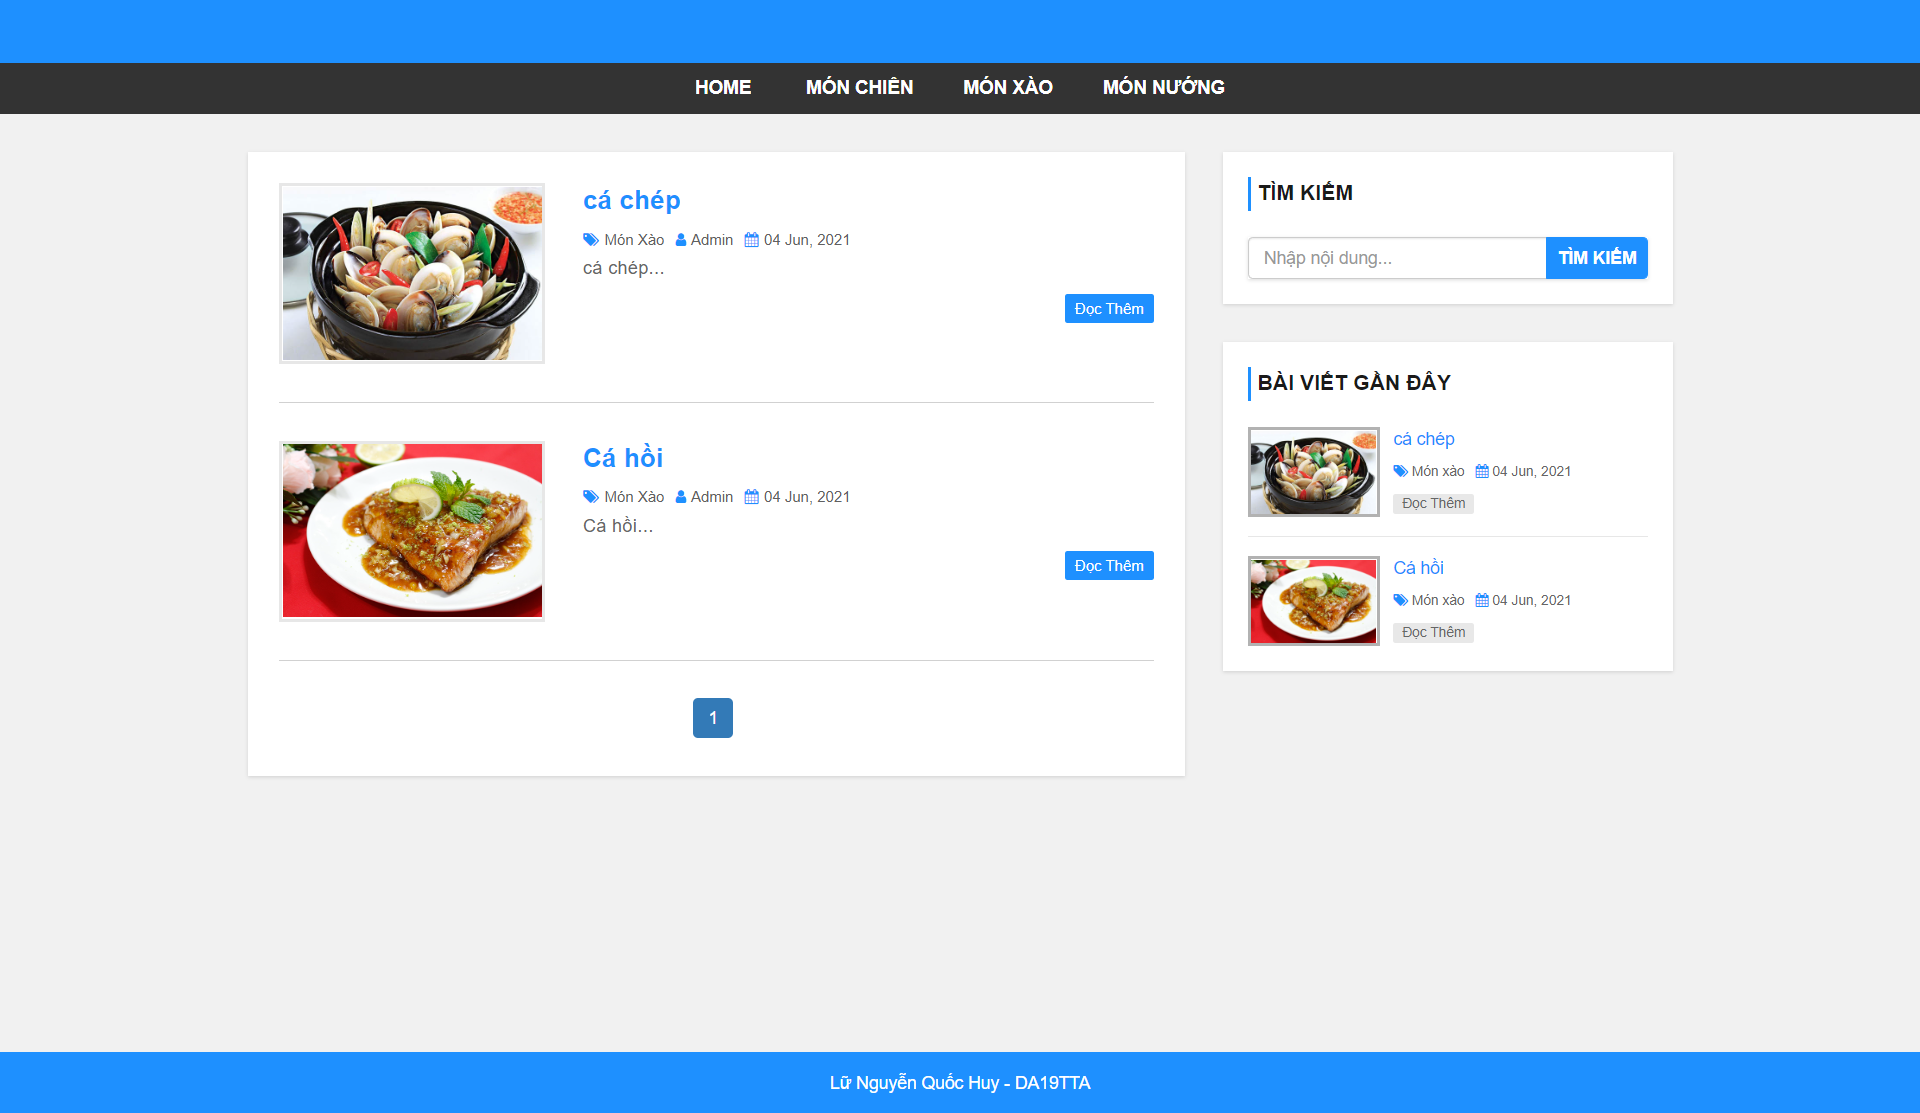 HOME MÓN CHIÊN MÓN XÀO MÓN NƯỚNG
cá chép
Món Xào Admin 04 Jun, 2021
cá chép...
Đọc Thêm
Cá hồi
Món Xào Admin 04 Jun, 2021
Cá hồi...
Đọc Thêm
1
TÌM KIẾM
Nhập nội dung... TÌM KIẾM
BÀI VIẾT GẦN ĐÂY
cá chép
Món xào 04 Jun, 2021
Đọc Thêm
Cá hồi
Món xào 04 Jun, 2021
Đọc Thêm
Lữ Nguyễn Quốc Huy - DA19TTA